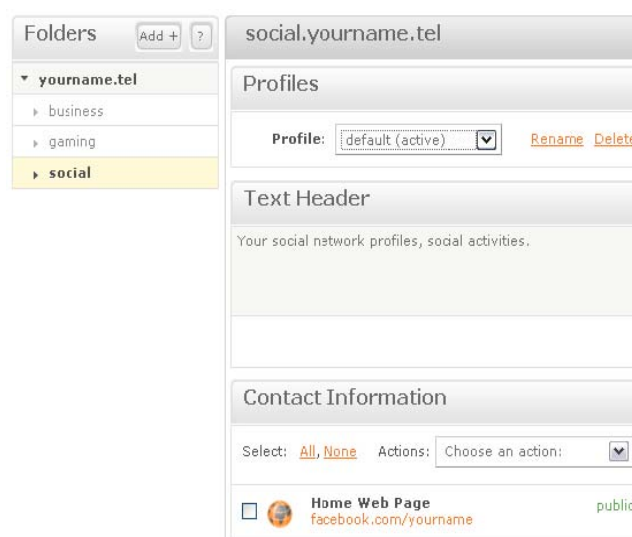 Folders
Add +
?
yourname.tel
business
gaming
social
social.yourname.tel
Profiles
Profile: default (active) Rename Delete
Text Header
Your social network profiles, social activities.
Contact Information
Select: All, None Actions: Choose an action:
Home Web Page public
facebook.com/yourname